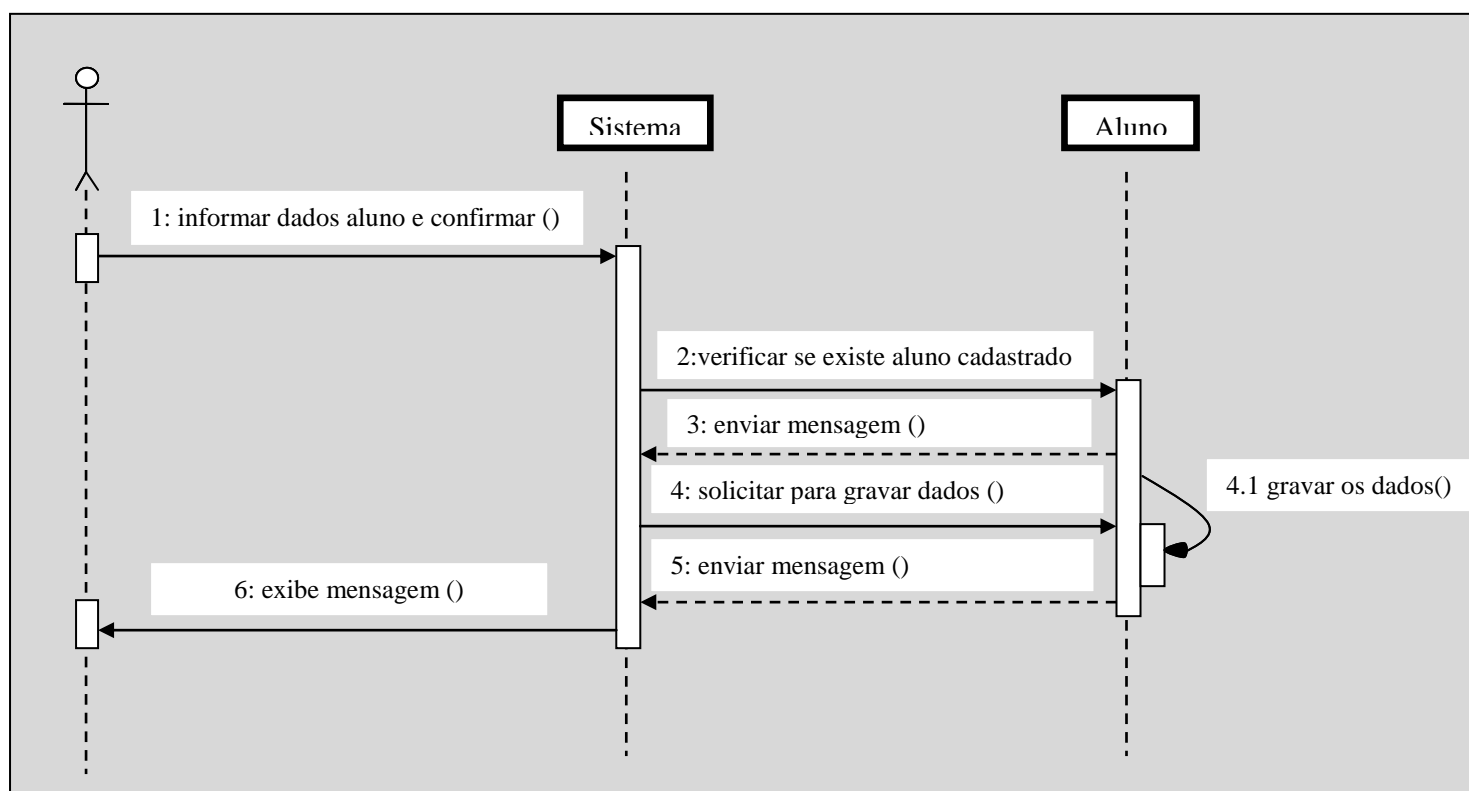 Sistema
Aluno
1: informar dados aluno e confirmar ()
2:verificar se existe aluno cadastrado
3: enviar mensagem ()
4: solicitar para gravar dados ()
4.1 gravar os dados()
5: enviar mensagem ()
6: exibe mensagem ()